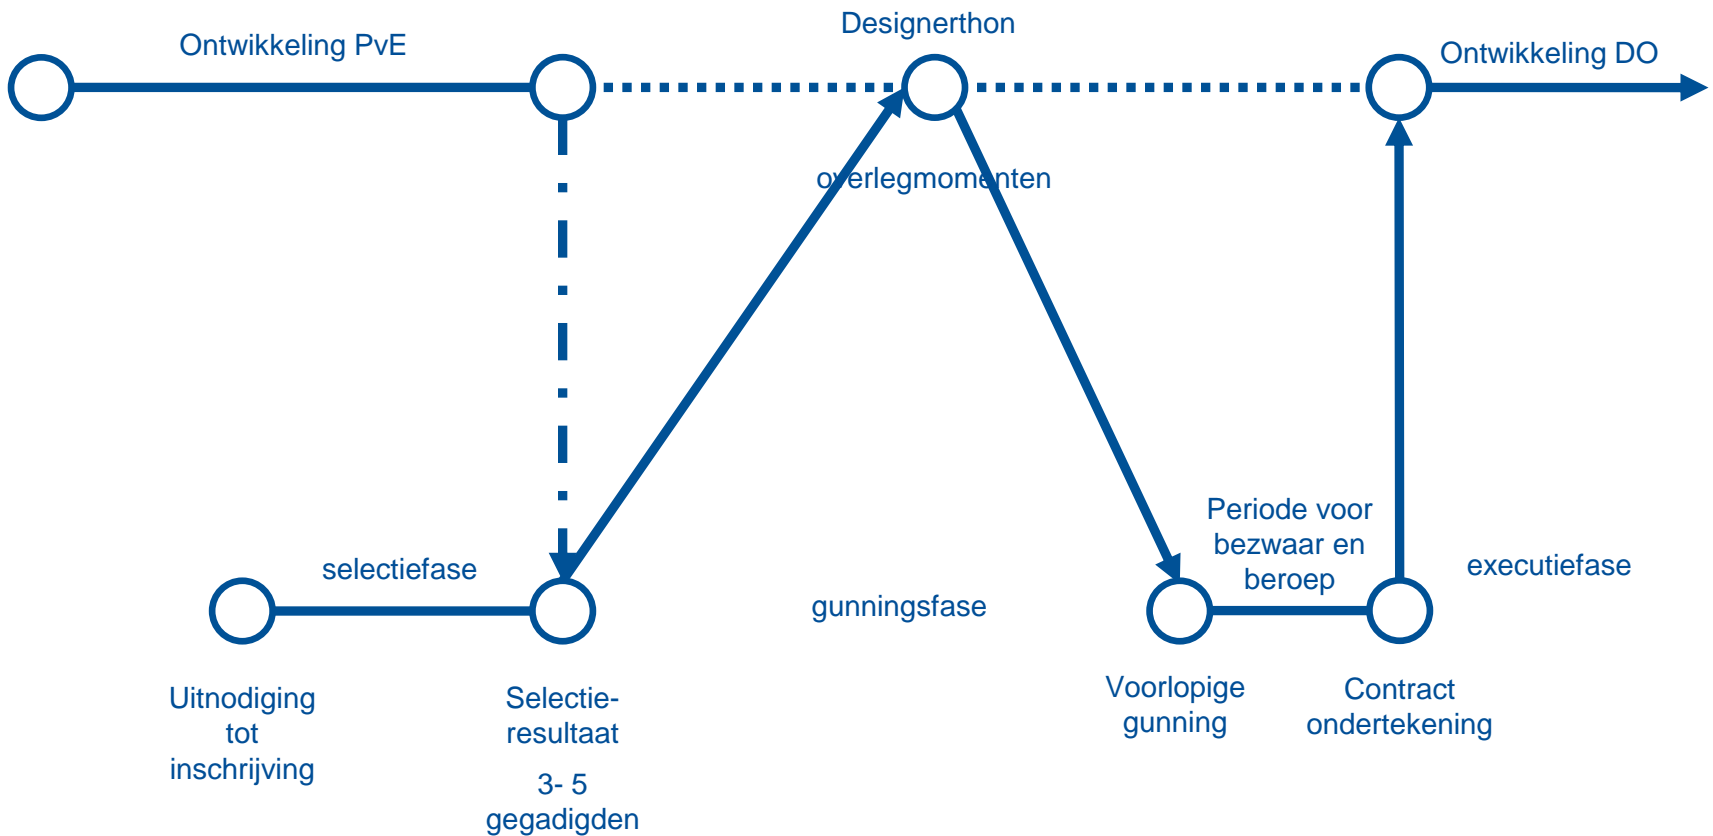 Designerthon
Ontwikkeling PvE
Ontwikkeling DO
overlegmomenten
Periode voor
bezwaar en
beroep
selectiefase
executiefase
gunningsfase
Uitnodiging
tot
inschrijving
Selectie-
resultaat
3- 5
gegadigden
Voorlopige
gunning
Contract
ondertekening